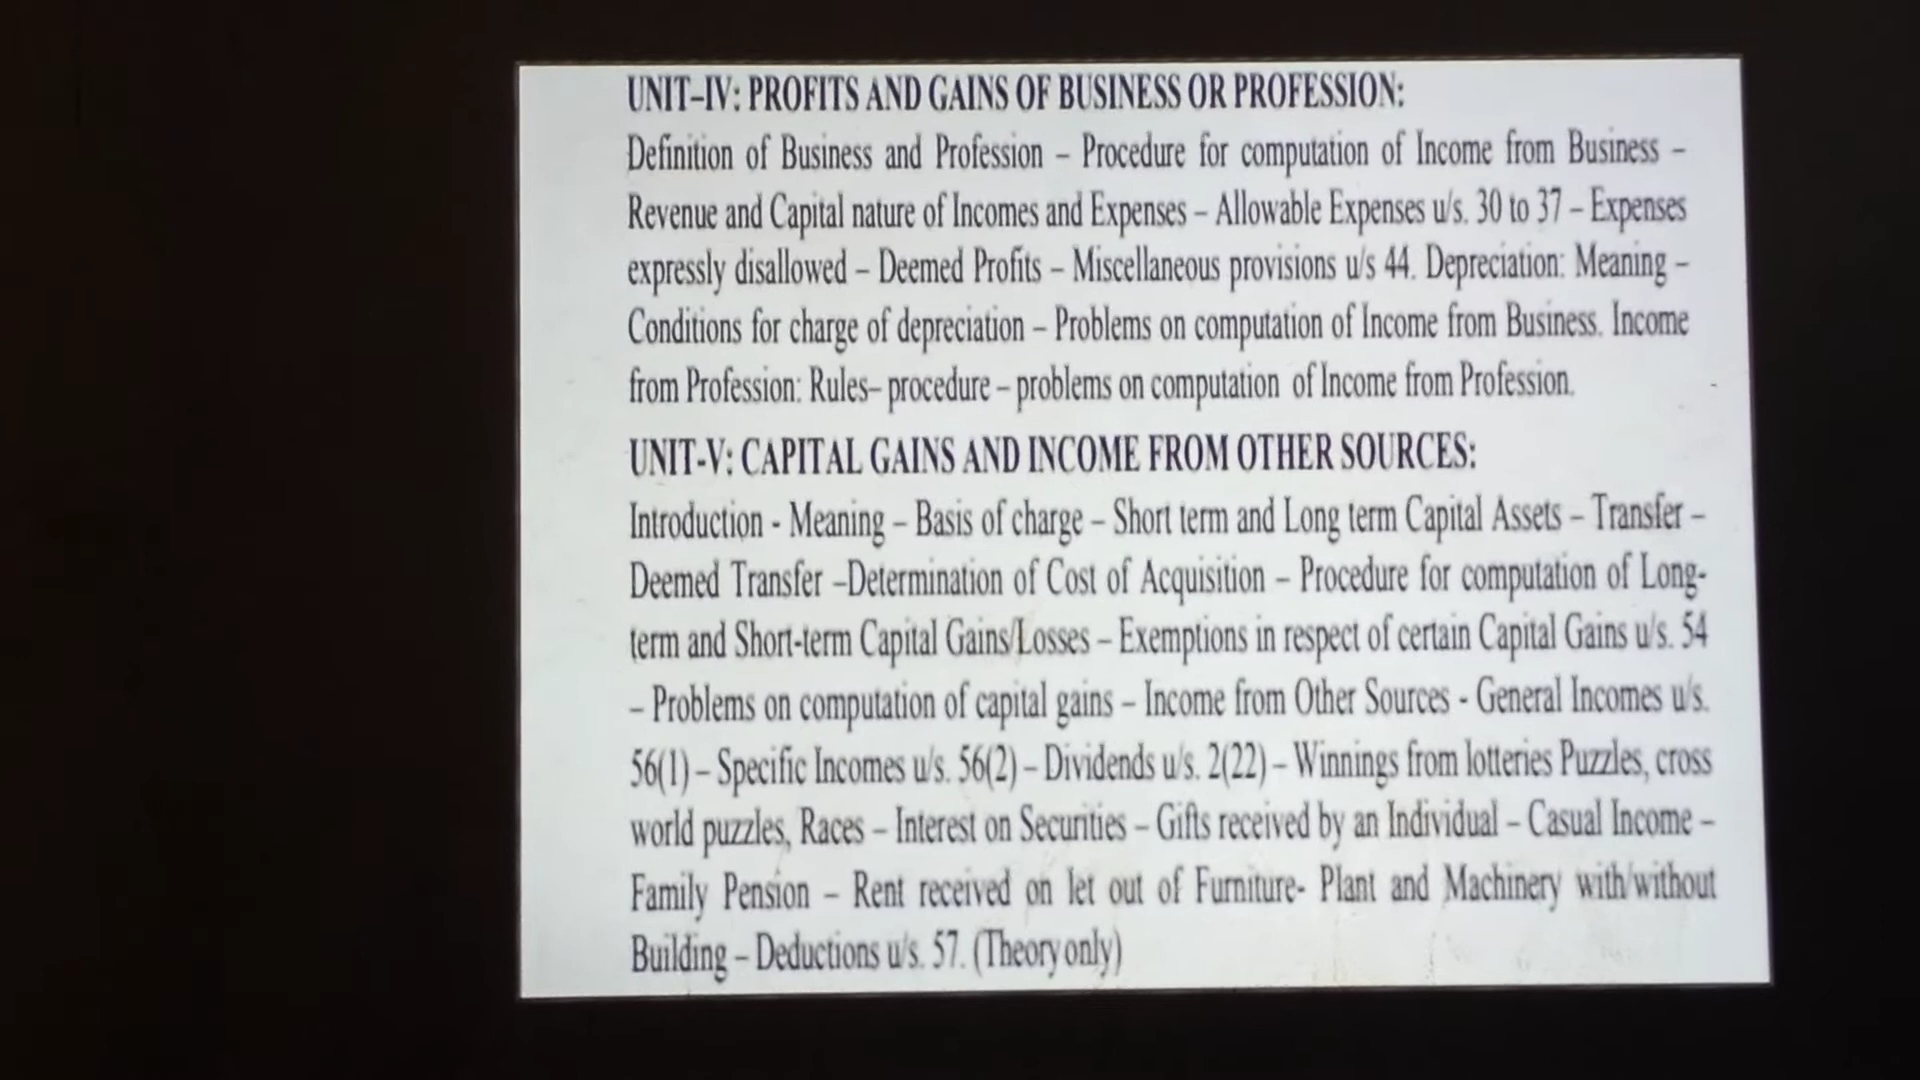 UNIT–IV: PROFITS AND GAINS OF BUSINESS OR PROFESSION:
Definition of Business and Profession – Procedure for computation of Income from Business –
Revenue and Capital nature of Incomes and Expenses – Allowable Expenses u/s. 30 to 37 – Expenses
expressly disallowed – Deemed Profits – Miscellaneous provisions u/s 44. Depreciation: Meaning –
Conditions for charge of depreciation – Problems on computation of Income from Business. Income
from Profession: Rules– procedure – problems on computation of Income from Profession.
UNIT-V: CAPITAL GAINS AND INCOME FROM OTHER SOURCES:
Introduction - Meaning – Basis of charge – Short term and Long term Capital Assets – Transfer –
Deemed Transfer –Determination of Cost of Acquisition – Procedure for computation of Long-
term and Short-term Capital Gains/Losses – Exemptions in respect of certain Capital Gains u/s. 54
– Problems on computation of capital gains – Income from Other Sources - General Incomes u/s.
56(1) – Specific Incomes u/s. 56(2) – Dividends u/s. 2(22) – Winnings from lotteries Puzzles, cross
world puzzles, Races – Interest on Securities – Gifts received by an Individual – Casual Income –
Family Pension – Rent received on let out of Furniture- Plant and Machinery with/without
Building – Deductions u/s. 57. (Theory only)